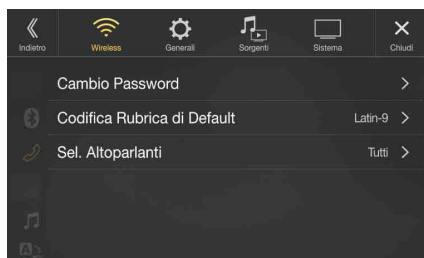 Indietro
Wireless
Generali
Sorgenti
Sistema
Chiudi
Cambio Password
Codifica Rubrica di Default Latin-9
Sel. Altoparlanti Tutti